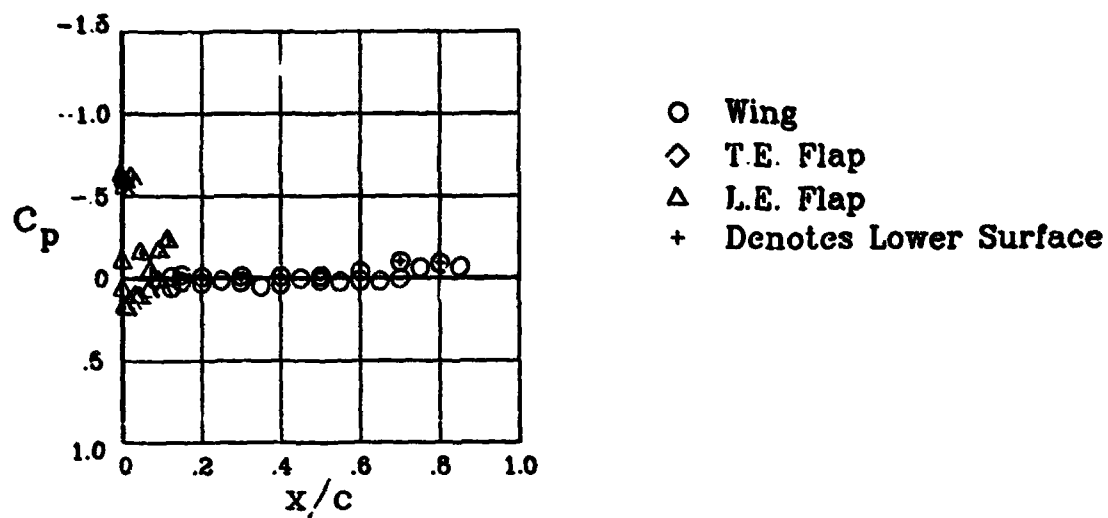 -1.5
-1.0
-.5
0
.5
1.0
Cp
0 .2 .4 .6 .8 1.0
x/c
Wing
T.E. Flap
L.E. Flap
+ Denotes Lower Surface